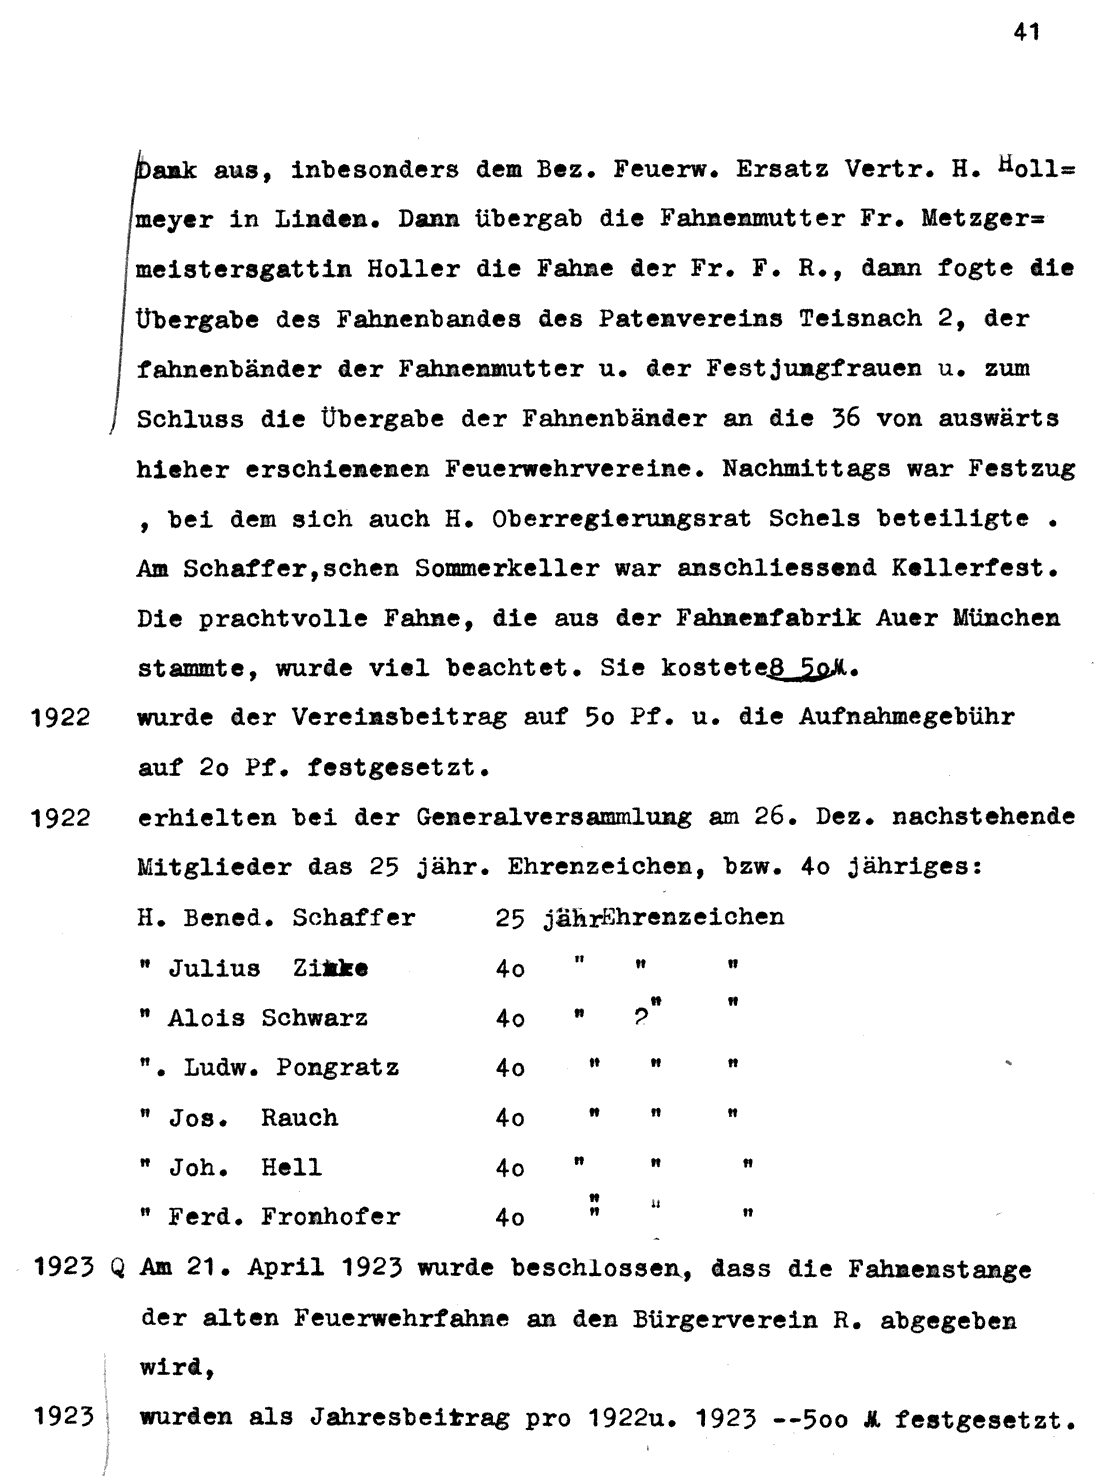 41
Dank aus, inbesonders dem Bez. Feuerw. Ersatz Vertr. H. Holl=
meyer in Linden. Dann übergab die Fahnenmutter Fr. Metzger=
meistersgattin Holler die Fahne der Fr. F. R., dann fogte die
Übergabe des Fahnenbandes des Patenvereins Teisnach 2, der
fahnenbänder der Fahnenmutter u. der Festjungfrauen u. zum
Schluss die Übergabe der Fahnenbänder an die 36 von auswärts
hieher erschienenen Feuerwehrvereine. Nachmittags war Festzug
, bei dem sich auch H. Oberregierungsrat Schels beteiligte .
Am Schaffer,schen Sommerkeller war anschliessend Kellerfest.
Die prachtvolle Fahne, die aus der Fahnenfabrik Auer München
stammte, wurde viel beachtet. Sie kostete8 5oM.
1922 wurde der Vereinsbeitrag auf 5o Pf. u. die Aufnahmegebühr
auf 2o Pf. festgesetzt.
1922 erhielten bei der Generalversammlung am 26. Dez. nachstehende
Mitglieder das 25 jähr. Ehrenzeichen, bzw. 4o jähriges:
H. Bened. Schaffer 25 jährEhrenzeichen
" Julius 4o " " "
" Alois Schwarz 4o " ?" "
". Ludw. Pongratz 4o " " "
" Jos. Rauch 4o " " "
" Joh. Hell 4o " " "
" Ferd. Fronhofer 4o " " "
1923 Q Am 21. April 1923 wurde beschlossen, dass die Fahnenstange
der alten Feuerwehrfahne an den Bürgerverein R. abgegeben
wird,
1923 wurden als Jahresbeitrag pro 1922u. 1923 --5oo M festgesetzt.